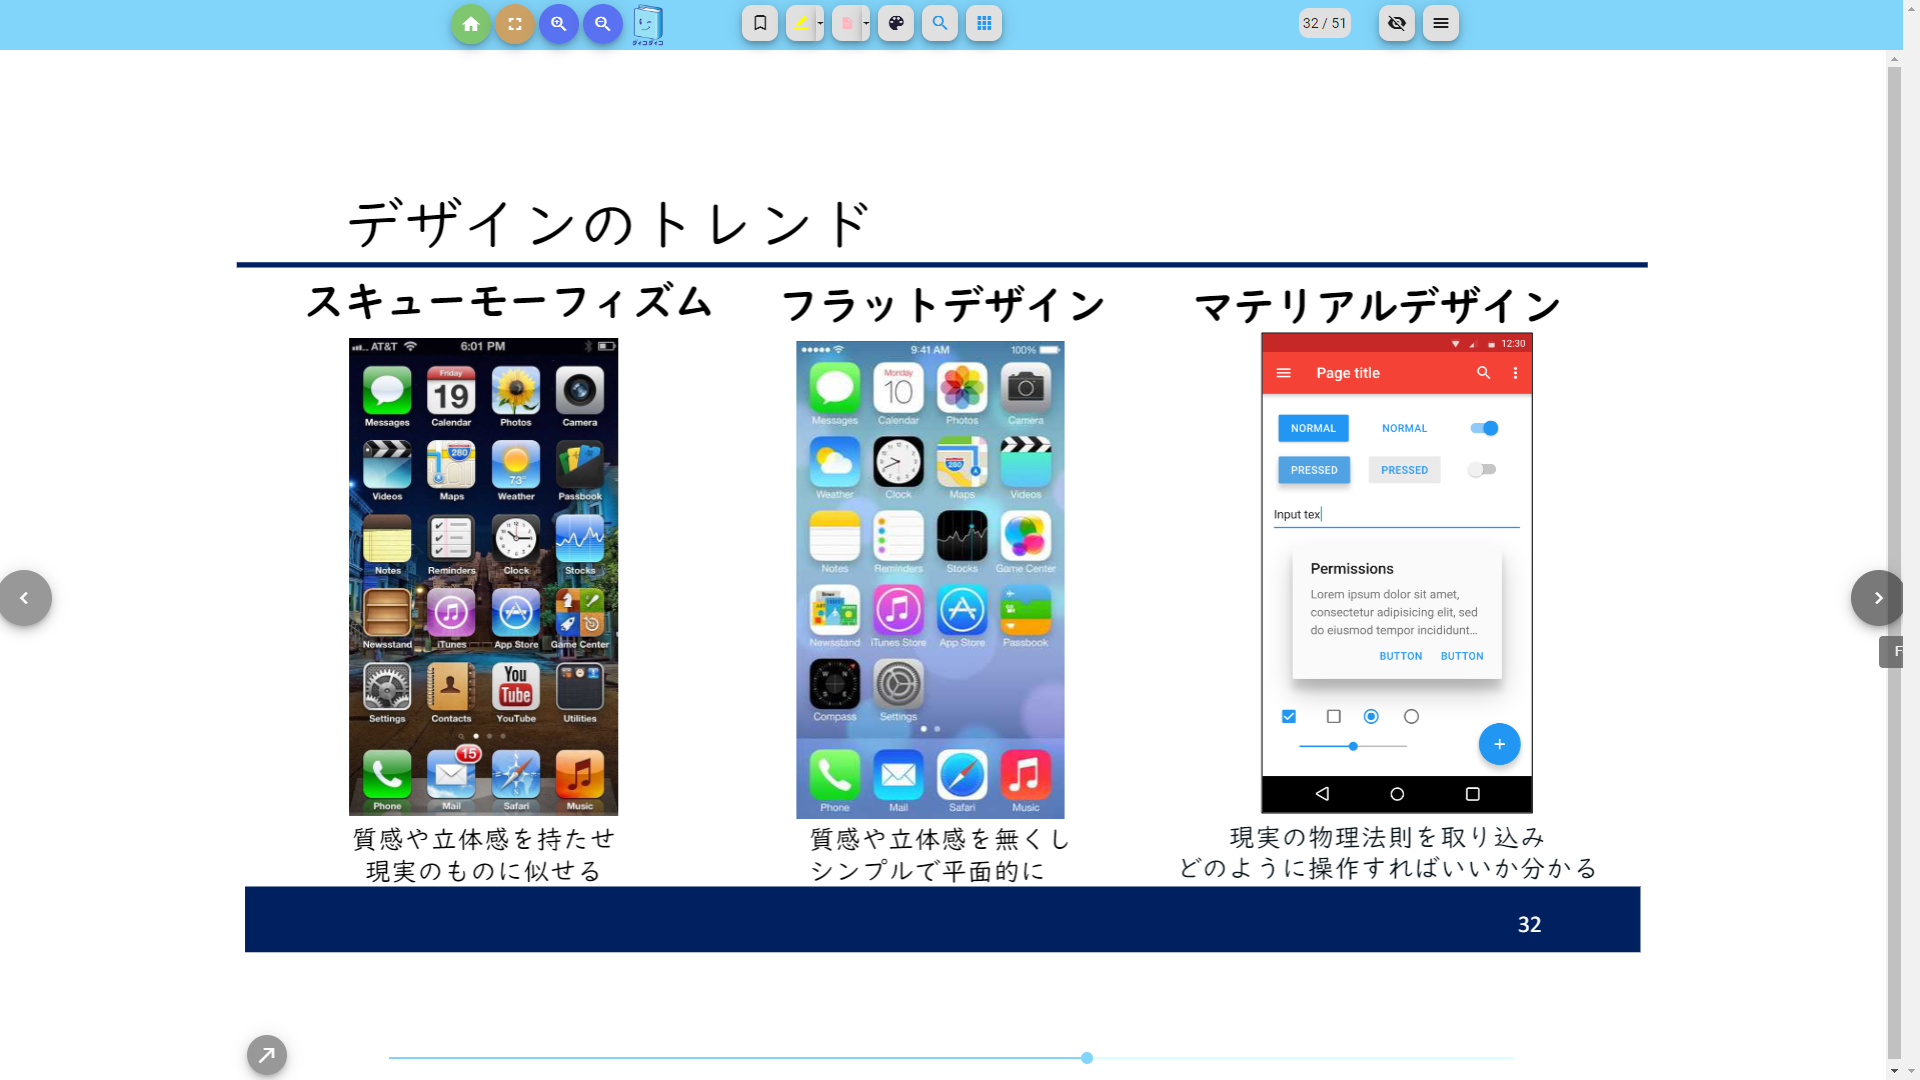 ダイコダイコ
32 / 51
デザインのトレンド
スキューモーフィズム
AT&T 6:01 PM
Friday
19
280
73°
Messages Calendar Photos Camera
Videos Maps Weather Passbook
Notes Reminders Clock Stocks
Newsstand iTunes App Store Game Center
You
Tube
Settings Contacts YouTube Utilities
15
Phone Mail Safari Music
質感や立体感を持たせ
現実のものに似せる
フラットデザイン
9:41 AM 100%
Monday
10
Messages Calendar Photos Camera
280
Weather Clock Maps Videos
Notes Reminders Stocks Game Center
Newsstand iTunes Store App Store Passbook
Compass Settings
Phone Mail Safari Music
質感や立体感を無くし
シンプルで平面的に
マテリアルデザイン
12:30
Page title
NORMAL NORMAL
PRESSED PRESSED
Input tex
Permissions
Lorem ipsum dolor sit amet,
consectetur adipisicing elit, sed
do eiusmod tempor incididunt...
BUTTON BUTTON
現実の物理法則を取り込み
どのように操作すればいいか分かる
32
F